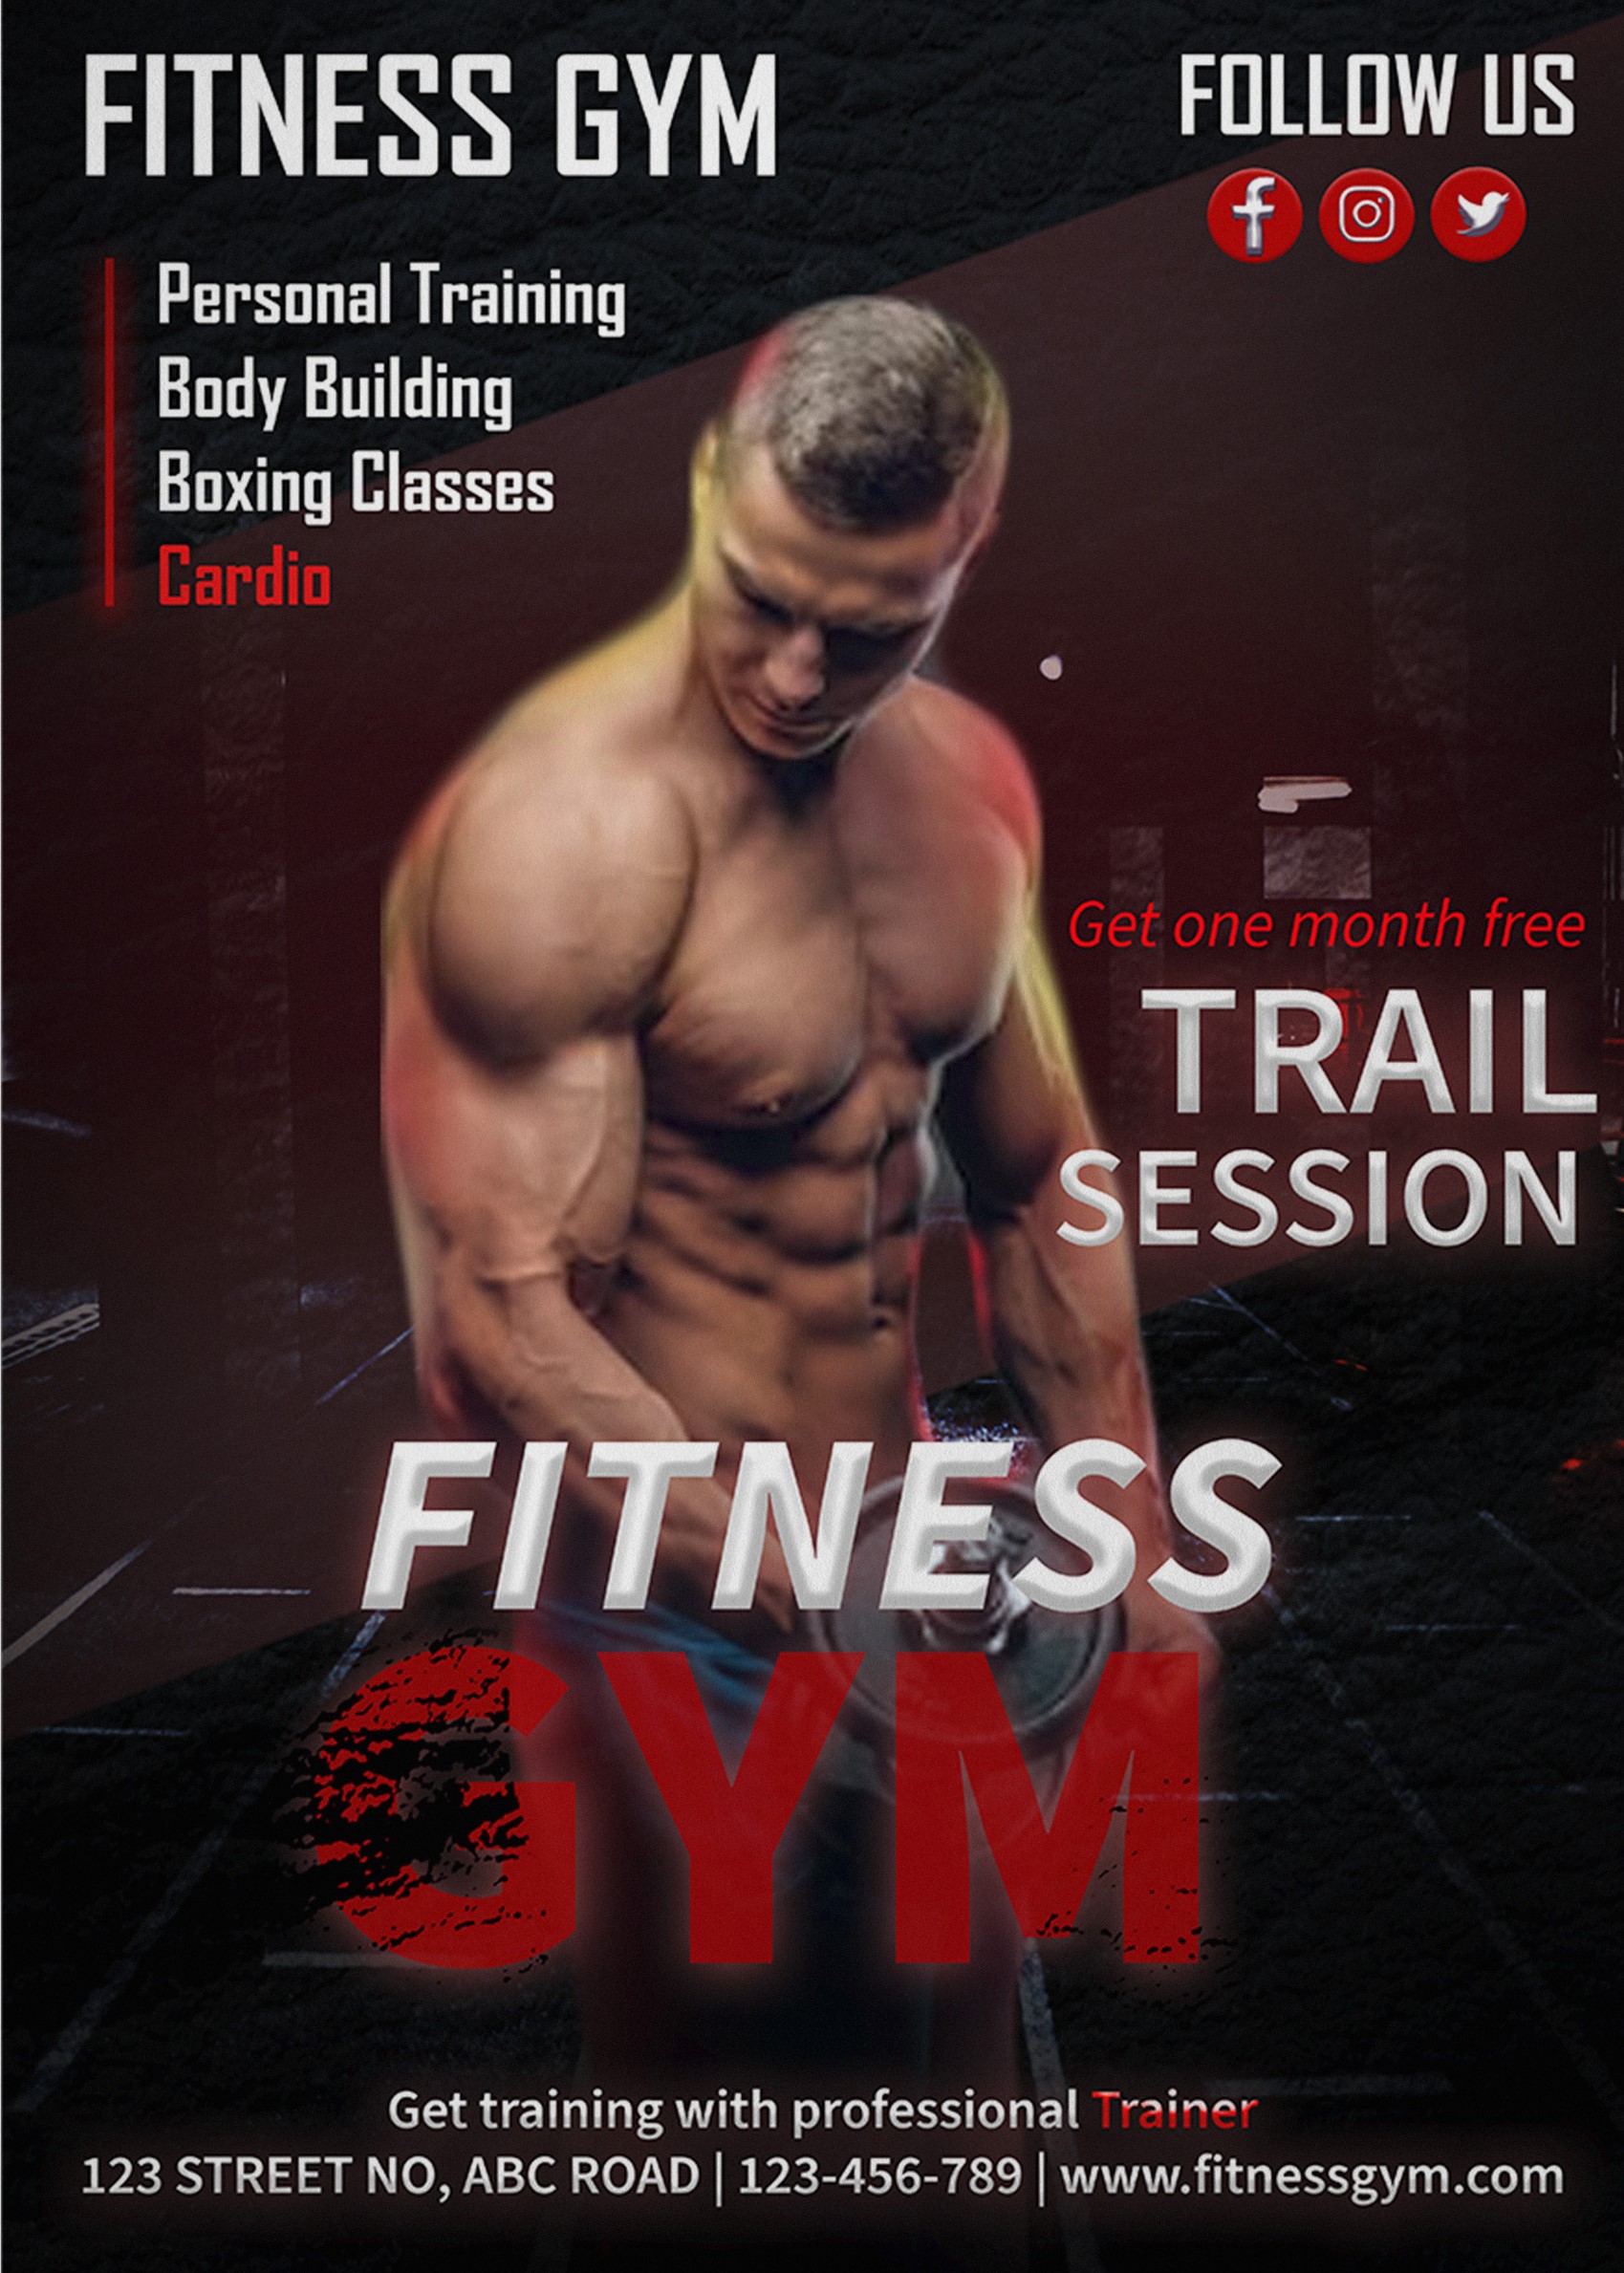 FITNESS GYM
FOLLOW US
Personal Training
Body Building
Boxing Classes
Cardio
Get one month free
TRAIL
SESSION
FITNESS
GYM
Get training with professional Trainer
123 STREET NO, ABC ROAD | 123-456-789 | www.fitnessgym.com